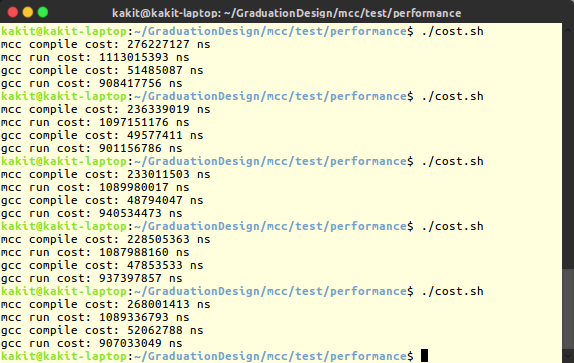 kakit@kakit-laptop: ~/GraduationDesign/mcc/test/performance
kakit@kakit-laptop:~/GraduationDesign/mcc/test/performance$ ./cost.sh
mcc compile cost: 276227127 ns
mcc run cost: 1113015393 ns
gcc compile cost: 51485087 ns
gcc run cost: 908417756 ns
kakit@kakit-laptop:~/GraduationDesign/mcc/test/performance$ ./cost.sh
mcc compile cost: 236339019 ns
mcc run cost: 1097151176 ns
gcc compile cost: 49577411 ns
gcc run cost: 901156786 ns
kakit@kakit-laptop:~/GraduationDesign/mcc/test/performance$ ./cost.sh
mcc compile cost: 233011503 ns
mcc run cost: 1089980017 ns
gcc compile cost: 48794047 ns
gcc run cost: 940534473 ns
kakit@kakit-laptop:~/GraduationDesign/mcc/test/performance$ ./cost.sh
mcc compile cost: 228505363 ns
mcc run cost: 1087988160 ns
gcc compile cost: 47853533 ns
gcc run cost: 937397857 ns
kakit@kakit-laptop:~/GraduationDesign/mcc/test/performance$ ./cost.sh
mcc compile cost: 268001413 ns
mcc run cost: 1089336793 ns
gcc compile cost: 52062788 ns
gcc run cost: 907033049 ns
kakit@kakit-laptop:~/GraduationDesign/mcc/test/performance$